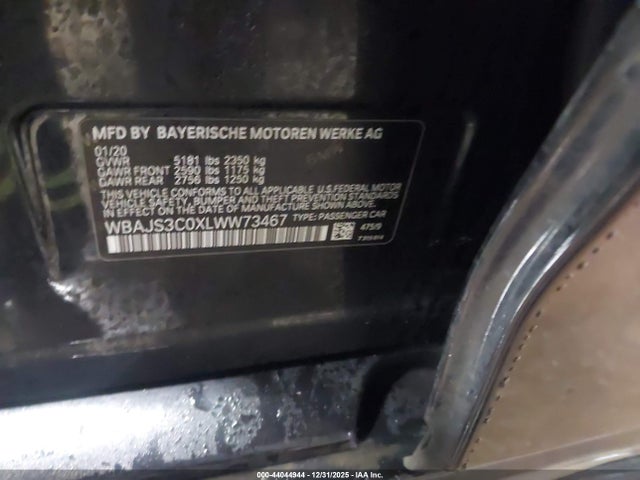 MFD BY BAYERISCHE MOTOREN WERKE AG
01/20
GVWR 5181 lbs 2350 kg
GAWR FRONT 2590 lbs 1175 kg
GAWR REAR 2756 lbs 1250 kg
THIS VEHICLE CONFORMS TO ALL APPLICABLE U.S.FEDERAL MOTOR
VEHICLE SAFETY, BUMPER, AND THEFT PREVENTION
STANDARDS IN EFFECT ON THE DATE OF MANUFACTURE SHOWN ABOVE.
WBAJS3C0XLWW73467 TYPE: PASSENGER CAR
475/9
000-44044944 - 12/31/2025 - IAA Inc.